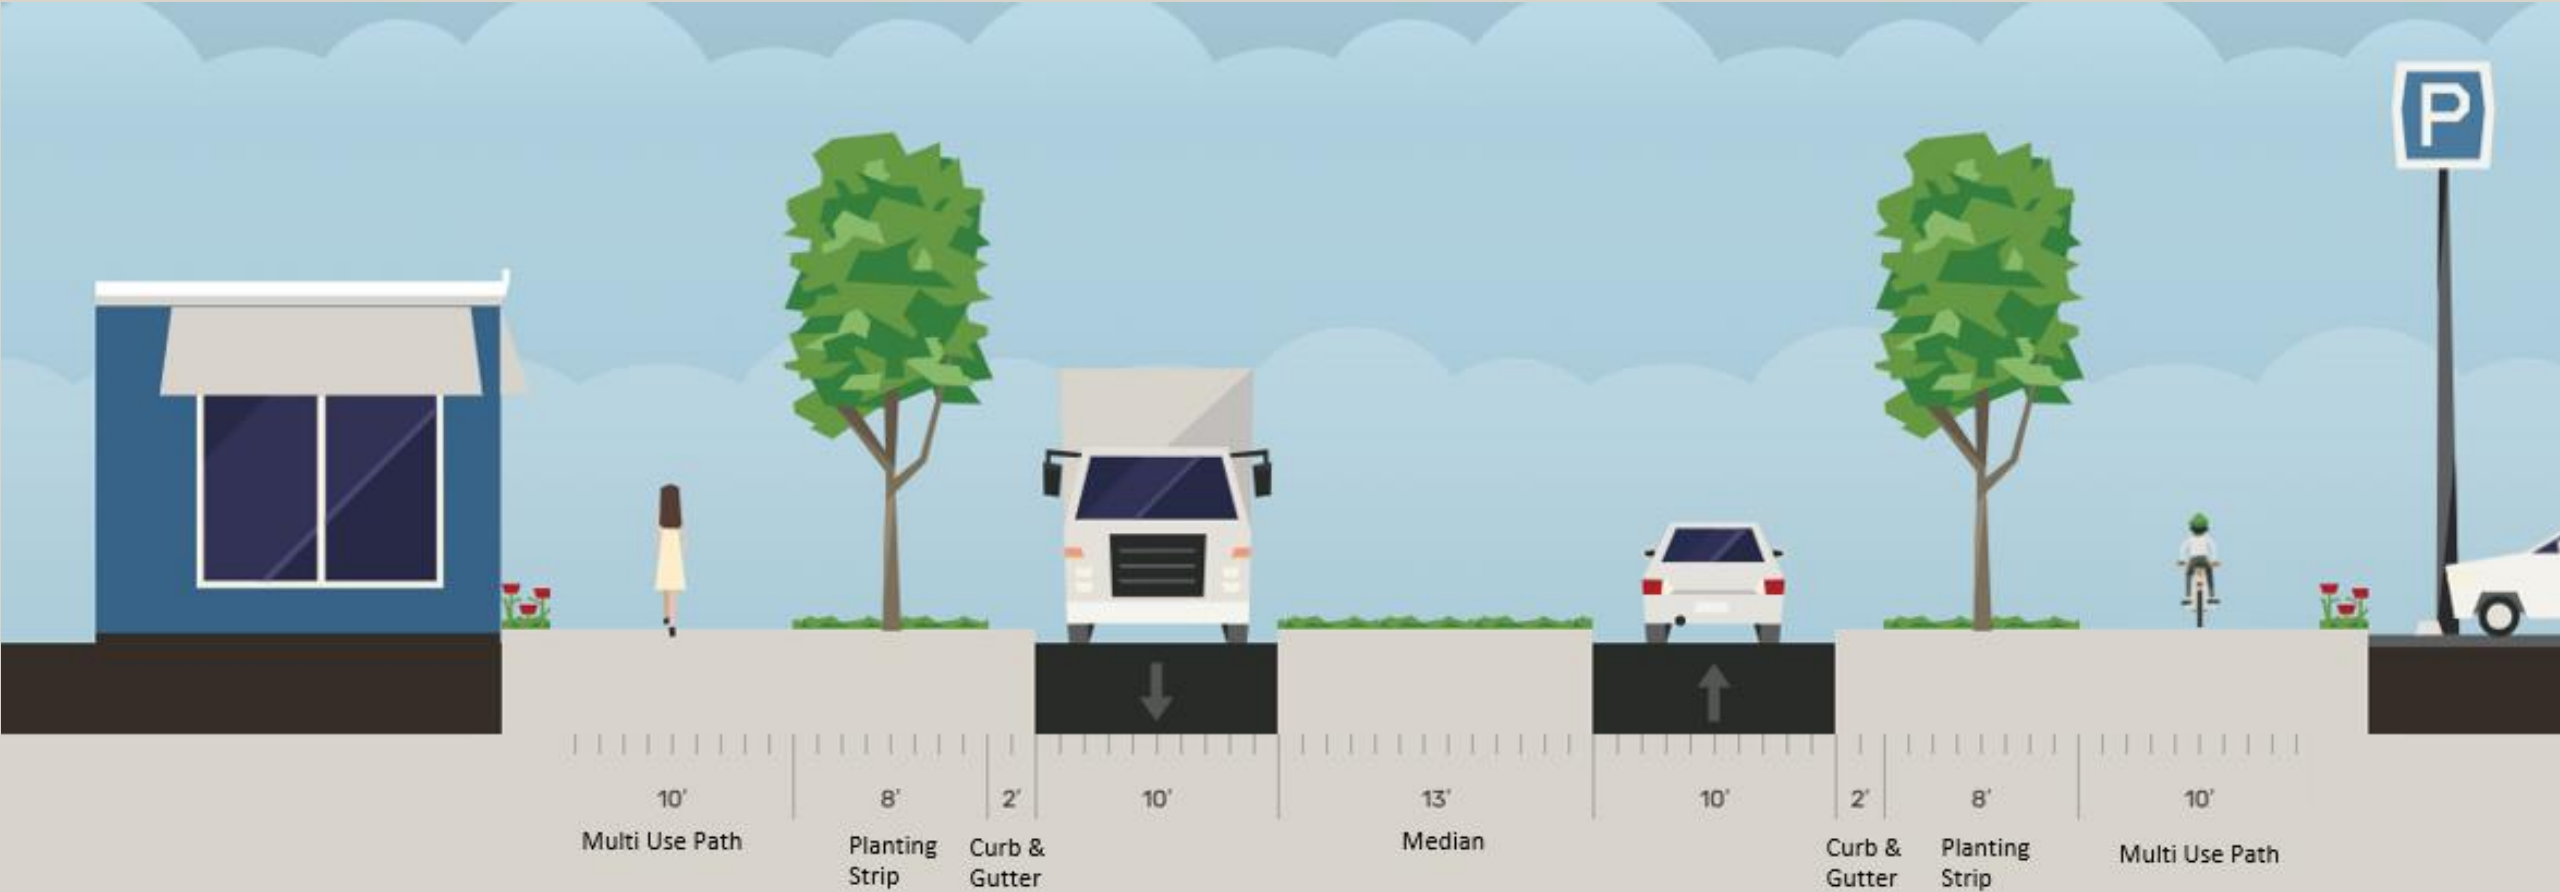 P
10'
8'
2'
10'
13'
10'
2'
8'
10'
Multi Use Path
Planting
Strip
Curb &
Gutter
Median
Curb &
Gutter
Planting
Strip
Multi Use Path